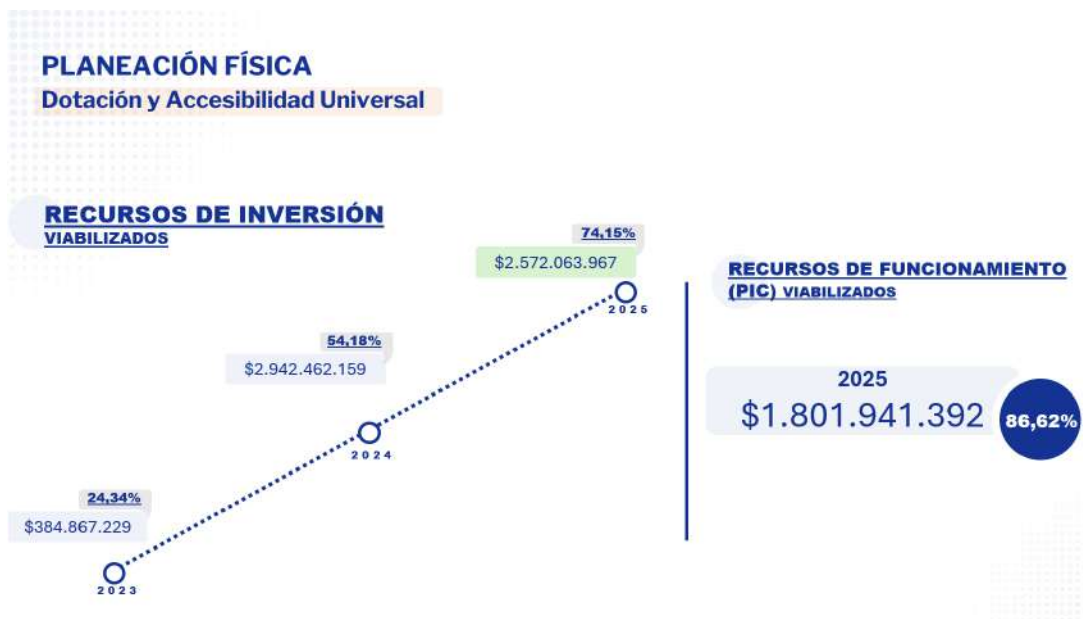 PLANEACIÓN FÍSICA
Dotación y Accesibilidad Universal
RECURSOS DE INVERSIÓN
VIABILIZADOS
74,15%
$2.572.063.967
2025
54,18%
$2.942.462.159
2024
24,34%
$384.867.229
2023
RECURSOS DE FUNCIONAMIENTO
(PIC) VIABILIZADOS
2025
$1.801.941.392
86,62%